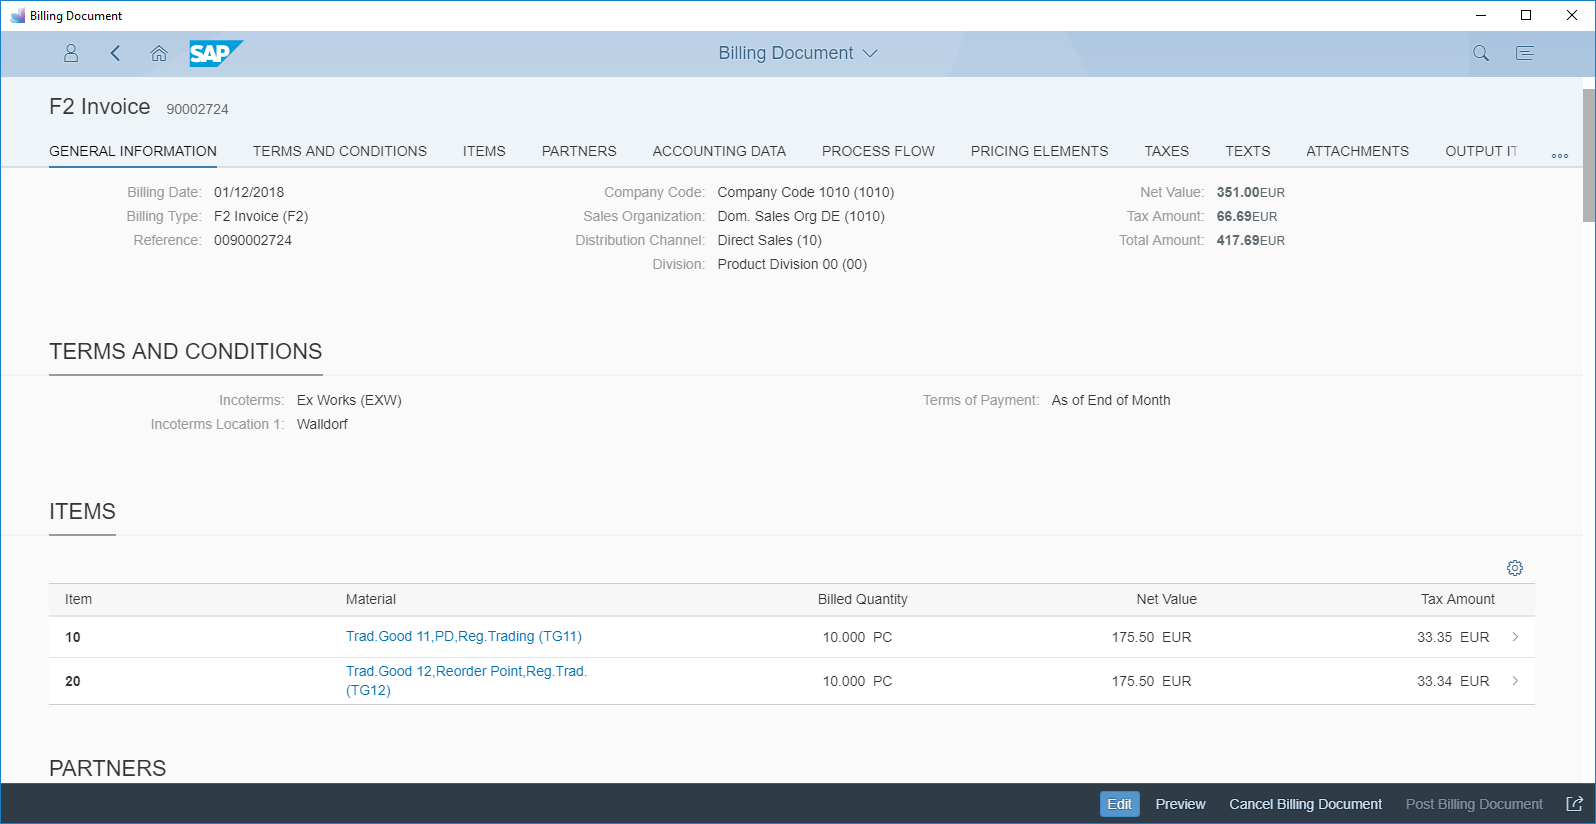 Billing Document
SAP
Billing Document
F2 Invoice 90002724
GENERAL INFORMATION TERMS AND CONDITIONS ITEMS PARTNERS ACCOUNTING DATA PROCESS FLOW PRICING ELEMENTS TAXES TEXTS ATTACHMENTS OUTPUT IT
Billing Date: 01/12/2018
Billing Type: F2 Invoice (F2)
Reference: 0090002724
Company Code: Company Code 1010 (1010)
Sales Organization: Dom. Sales Org DE (1010)
Distribution Channel: Direct Sales (10)
Division: Product Division 00 (00)
Net Value: 351.00EUR
Tax Amount: 66.69EUR
Total Amount: 417.69EUR
TERMS AND CONDITIONS
Incoterms: Ex Works (EXW)
Incoterms Location 1: Walldorf
Terms of Payment: As of End of Month
ITEMS
Item Material Billed Quantity Net Value Tax Amount
10 Trad.Good 11,PD,Reg.Trading (TG11) 10.000 PC 175.50 EUR 33.35 EUR
20 Trad.Good 12,Reorder Point,Reg.Trad.
(TG12) 10.000 PC 175.50 EUR 33.34 EUR
PARTNERS
Edit Preview Cancel Billing Document Post Billing Document